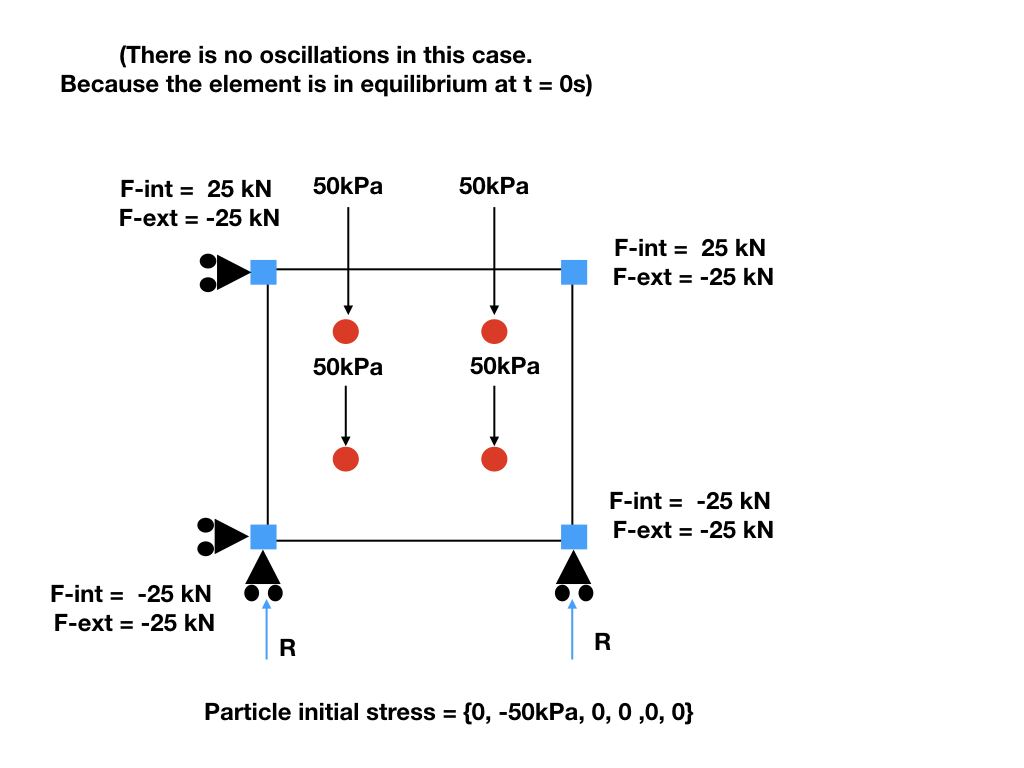 (There is no oscillations in this case.
Because the element is in equilibrium at t = 0s)
F-int =  25 kN
F-ext = -25 kN
50kPa
50kPa
F-int =  25 kN
F-ext = -25 kN
50kPa
50kPa
F-int =  -25 kN
F-ext = -25 kN
F-int =  -25 kN
F-ext = -25 kN
R
R
Particle initial stress = {0, -50kPa, 0, 0 ,0, 0}